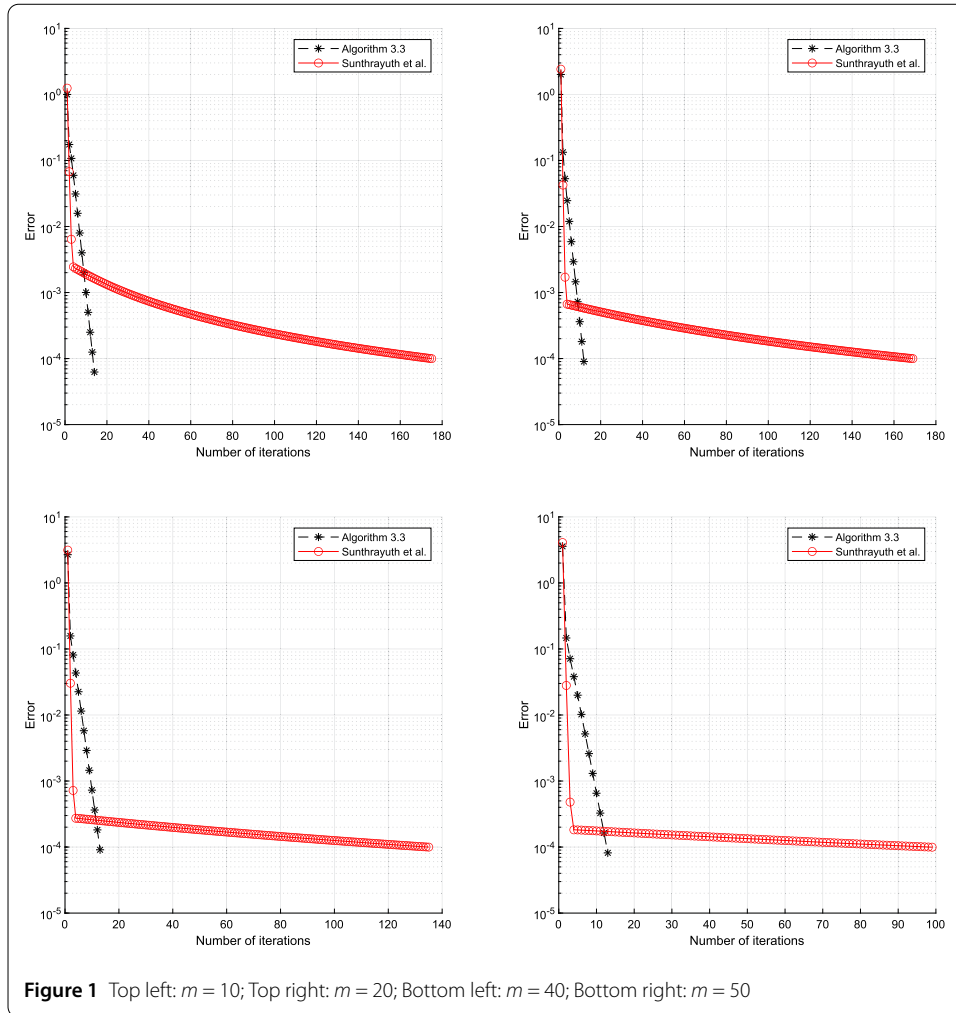 10^1
10^0
10^-1
10^-2
10^-3
10^-4
10^-5
Error
0 20 40 60 80 100 120 140 160 180
Number of iterations
Algorithm 3.3
Sunthrayuth et al.
10^1
10^0
10^-1
10^-2
10^-3
10^-4
10^-5
Error
0 20 40 60 80 100 120 140 160 180
Number of iterations
Algorithm 3.3
Sunthrayuth et al.
10^1
10^0
10^-1
10^-2
10^-3
10^-4
10^-5
Error
0 20 40 60 80 100 120 140
Number of iterations
Algorithm 3.3
Sunthrayuth et al.
10^1
10^0
10^-1
10^-2
10^-3
10^-4
10^-5
Error
0 10 20 30 40 50 60 70 80 90 100
Number of iterations
Algorithm 3.3
Sunthrayuth et al.
Figure 1 Top left: m = 10; Top right: m = 20; Bottom left: m = 40; Bottom right: m = 50